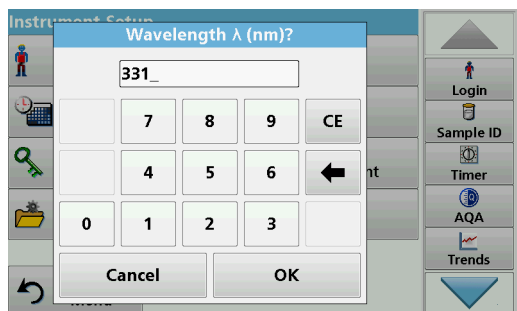 Instrument Setup
Wavelength λ (nm)?
331_
7 8 9 CE
4 5 6
0 1 2 3
Cancel OK
Menu
Login
Sample ID
Timer
AQA
Trends